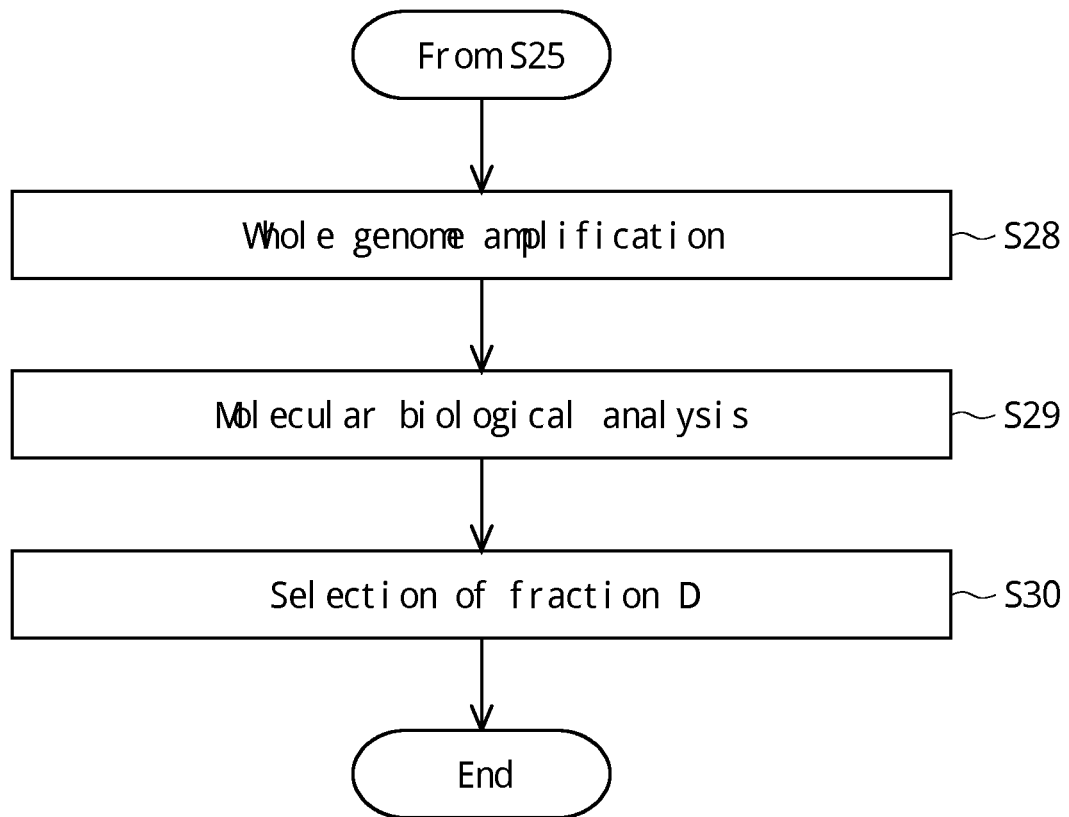 From S25
Whole genome amplification
S28
Molecular biological analysis
S29
Selection of fraction D
S30
End